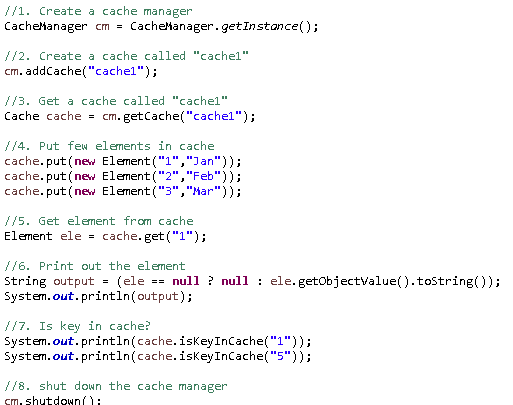 //1. Create a cache manager
CacheManager cm = CacheManager.getInstance();
//2. Create a cache called "cache1"
cm.addCache("cache1");
//3. Get a cache called "cache1"
Cache cache = cm.getCache("cache1");
//4. Put few elements in cache
cache.put(new Element("1","Jan"));
cache.put(new Element("2","Feb"));
cache.put(new Element("3","Mar"));
//5. Get element from cache
Element ele = cache.get("1");
//6. Print out the element
String output = (ele == null ? null : ele.getObjectValue().toString());
System.out.println(output);
//7. Is key in cache?
System.out.println(cache.isKeyInCache("1"));
System.out.println(cache.isKeyInCache("5"));
//8. shut down the cache manager
cm.shutdown();